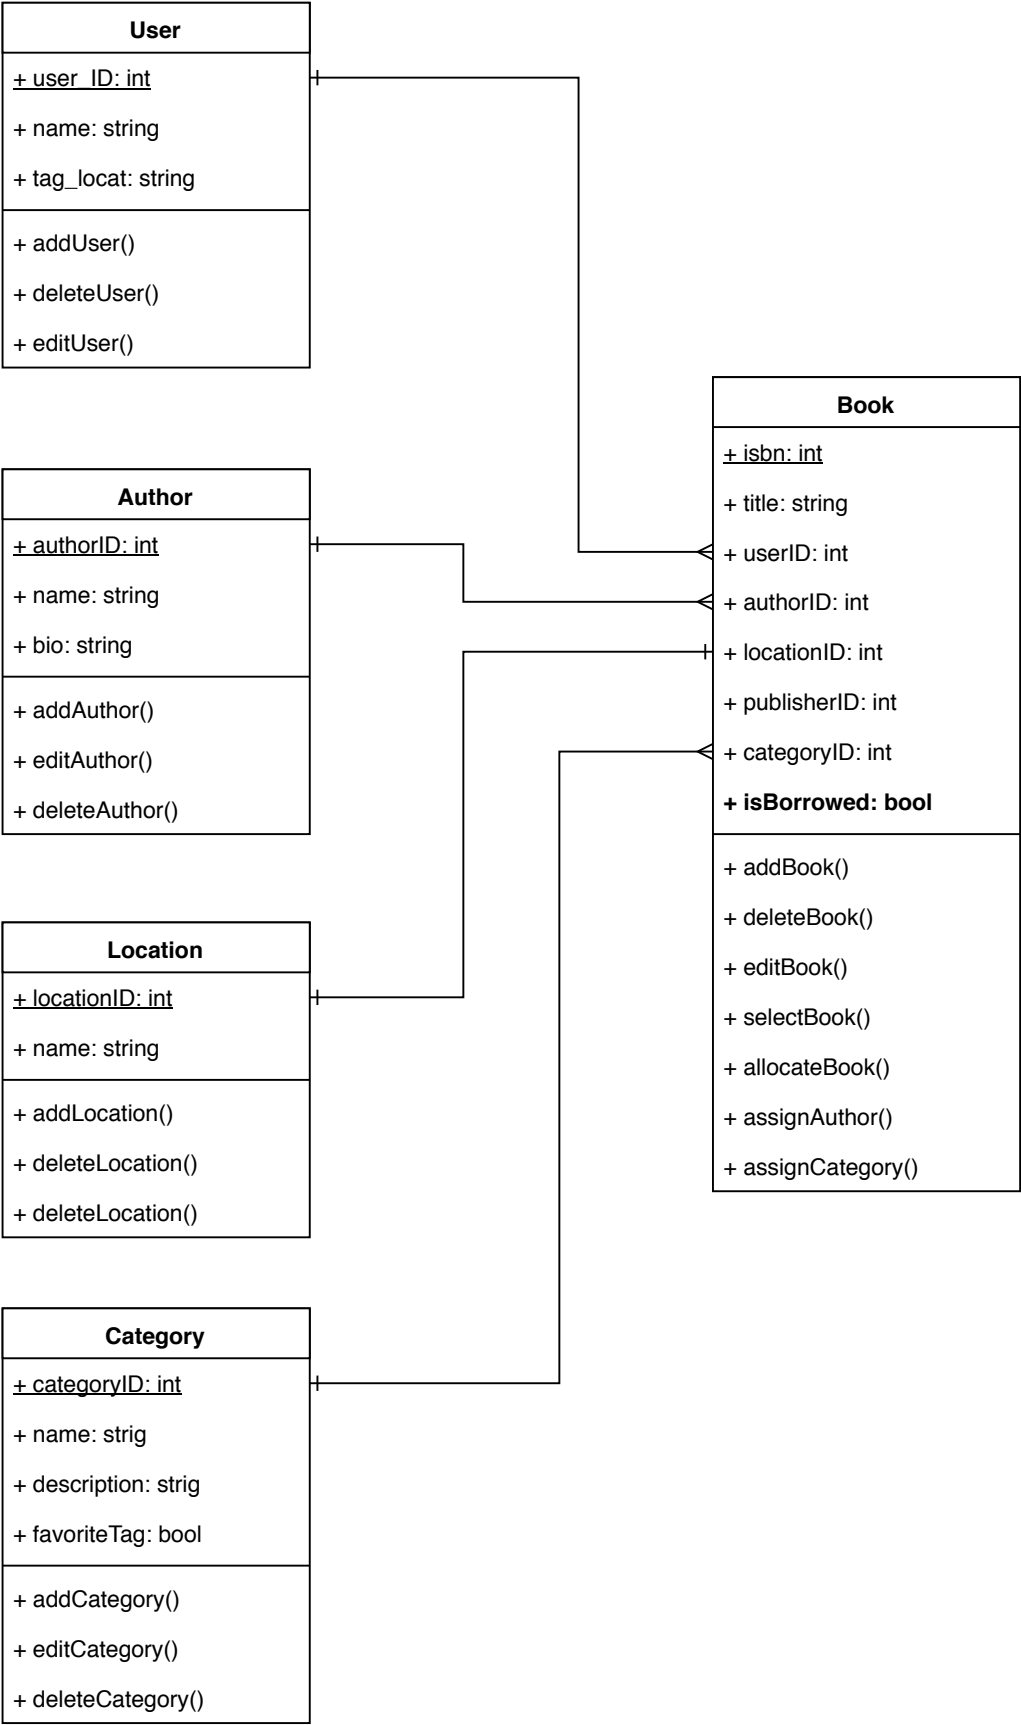 User
+ user_ID: int
+ name: string
+ tag_locat: string
+ addUser()
+ deleteUser()
+ editUser()
Author
+ authorID: int
+ name: string
+ bio: string
+ addAuthor()
+ editAuthor()
+ deleteAuthor()
Location
+ locationID: int
+ name: string
+ addLocation()
+ deleteLocation()
+ deleteLocation()
Category
+ categoryID: int
+ name: strig
+ description: strig
+ favoriteTag: bool
+ addCategory()
+ editCategory()
+ deleteCategory()
Book
+ isbn: int
+ title: string
+ userID: int
+ authorID: int
+ locationID: int
+ publisherID: int
+ categoryID: int
+ isBorrowed: bool
+ addBook()
+ deleteBook()
+ editBook()
+ selectBook()
+ allocateBook()
+ assignAuthor()
+ assignCategory()